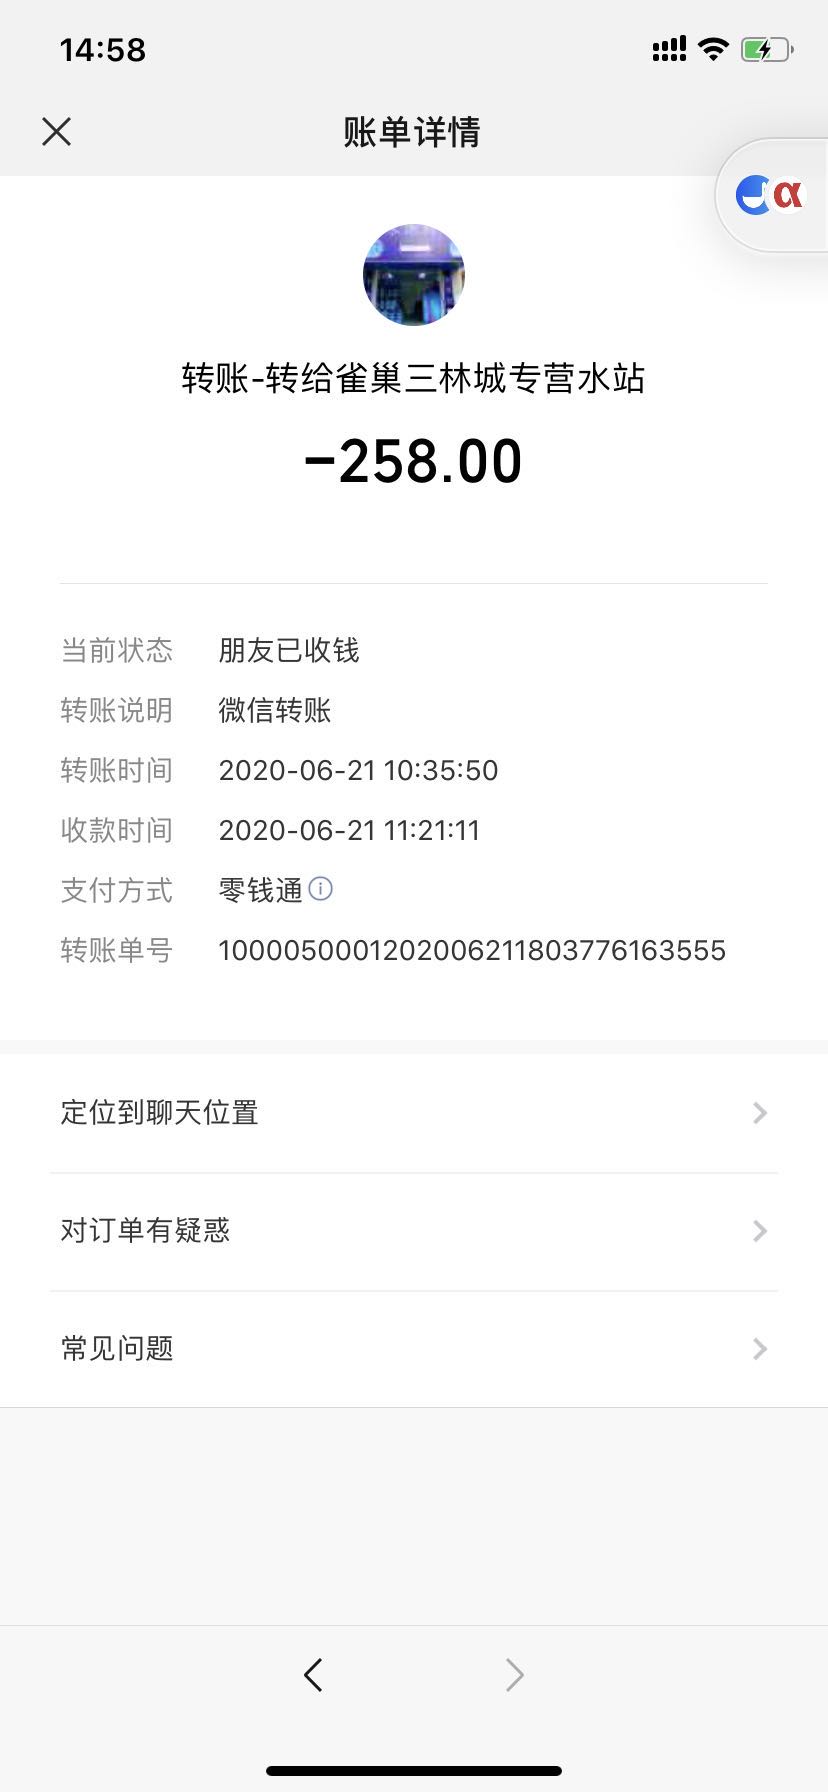 14:58
账单详情
转账-转给雀巢三林城专营水站
-258.00
当前状态 朋友已收钱
转账说明 微信转账
转账时间 2020-06-21 10:35:50
收款时间 2020-06-21 11:21:11
支付方式 零钱通
转账单号 1000050001202006211803776163555
定位到聊天位置
对订单有疑惑
常见问题